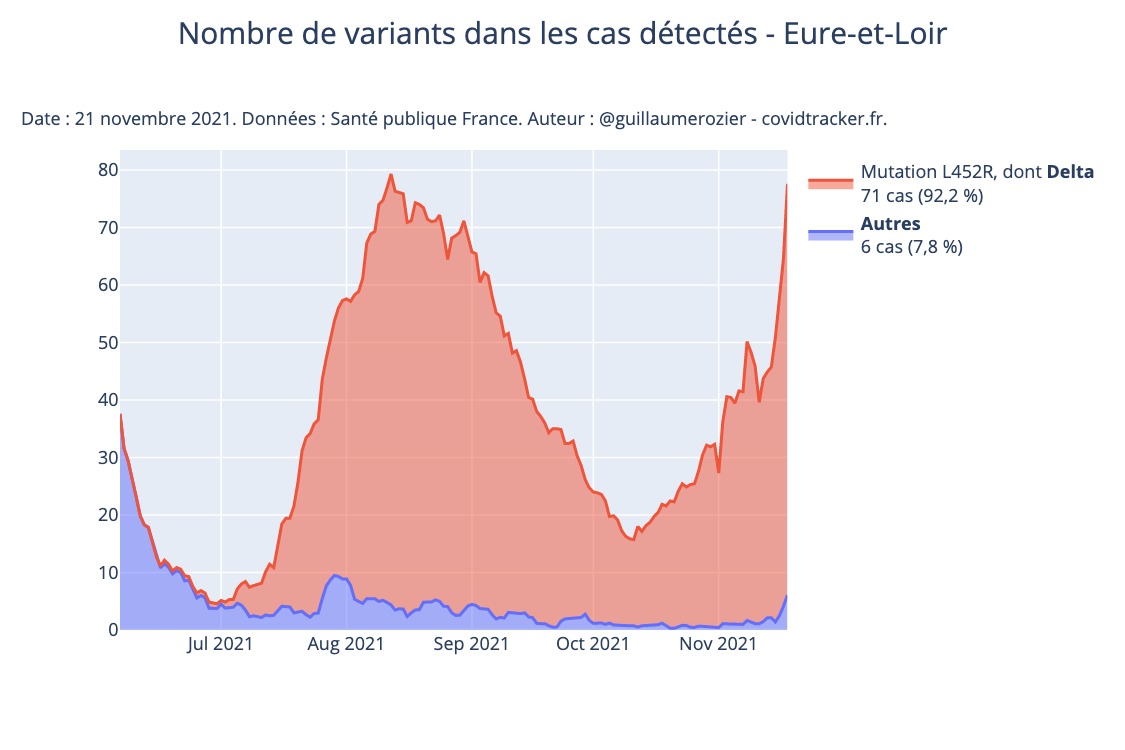 Nombre de variants dans les cas détectés - Eure-et-Loir
Date : 21 novembre 2021. Données : Santé publique France. Auteur : @guillaumerozier - covidtracker.fr.
80
70
60
50
40
30
20
10
0
Jul 2021
Aug 2021
Sep 2021
Oct 2021
Nov 2021
Mutation L452R, dont Delta
71 cas (92,2 %)
Autres
6 cas (7,8 %)